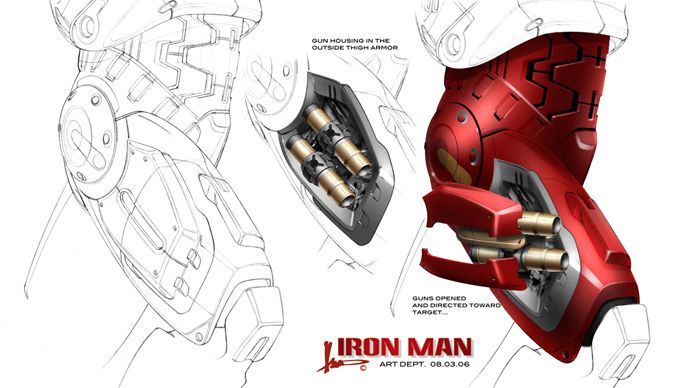 GUN HOUSING IN THE
OUTSIDE THIGH ARMOR
GUNS OPENED
AND DIRECTED TOWARD
TARGET...
IRON MAN
©
ART DEPT. 08.03.06